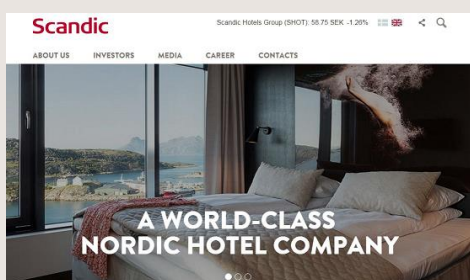 Scandic
Scandic Hotels Group (SHOT): 58.75 SEK -1.26%
ABOUT US INVESTORS MEDIA CAREER CONTACTS
A WORLD-CLASS
NORDIC HOTEL COMPANY